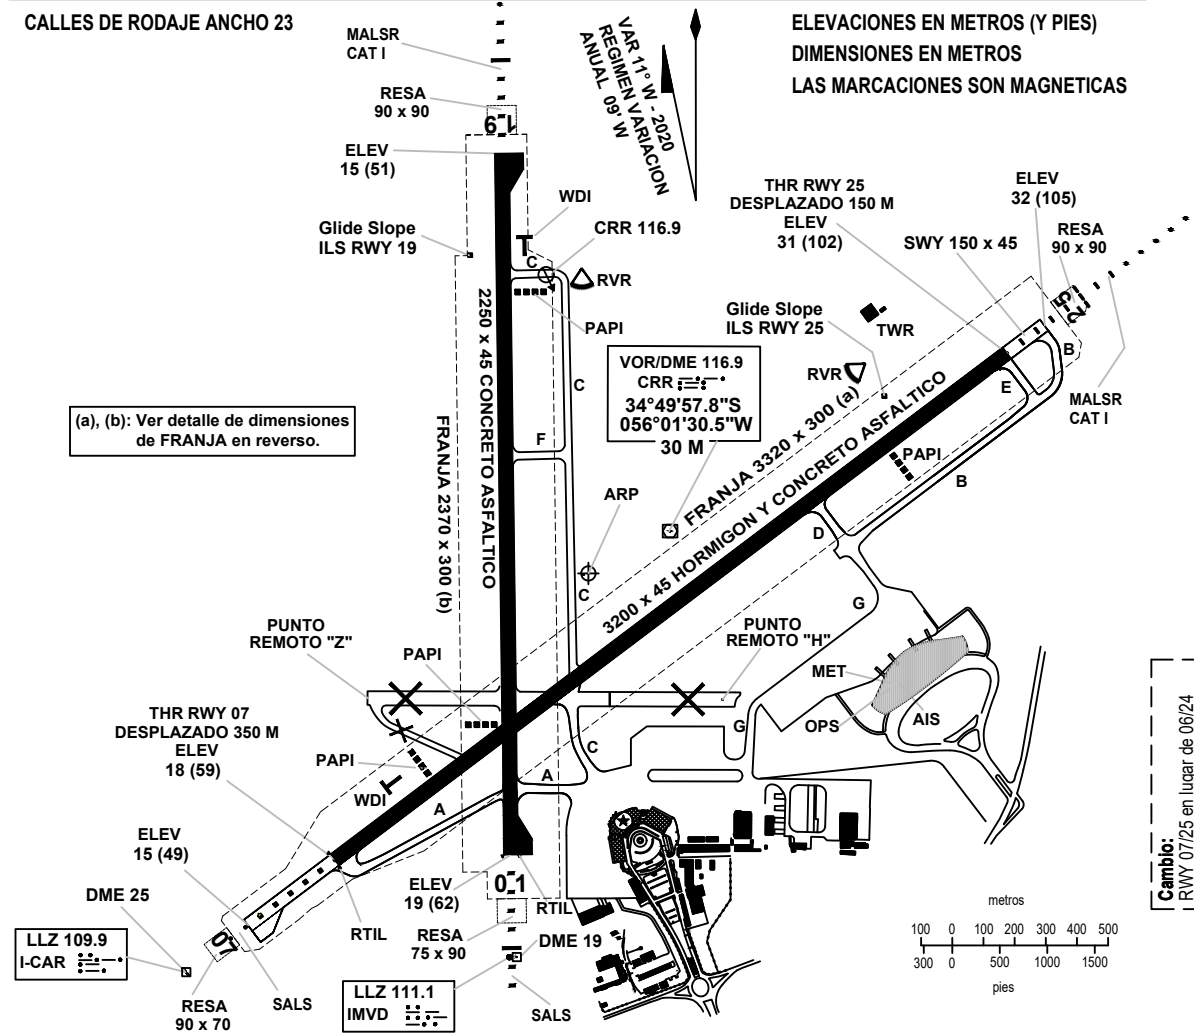 CALLES DE RODAJE ANCHO 23
ELEVACIONES EN METROS (Y PIES)
DIMENSIONES EN METROS
LAS MARCACIONES SON MAGNETICAS
VAR 11° W - 2020
REGIMEN VARIACION
ANUAL 09' W
MALSR
CAT I
RESA
90 x 90
19
ELEV
15 (51)
WDI
Glide Slope
ILS RWY 19
CRR 116.9
C
RVR
PAPI
2250 x 45 CONCRETO ASFALTICO
FRANJA 2370 x 300 (b)
C
F
THR RWY 25
DESPLAZADO 150 M
ELEV
31 (102)
ELEV
32 (105)
SWY 150 x 45
RESA
90 x 90
25
Glide Slope
ILS RWY 25
TWR
RVR
B
E
MALSR
CAT I
VOR/DME 116.9
CRR
34°49'57.8"S
056°01'30.5"W
30 M
(a), (b): Ver detalle de dimensiones
de FRANJA en reverso.
FRANJA 3320 x 300 (a)
3200 x 45 HORMIGON Y CONCRETO ASFALTICO
PAPI
B
ARP
C
D
G
PUNTO
REMOTO "Z"
PAPI
PUNTO
REMOTO "H"
MET
OPS
AIS
G
C
THR RWY 07
DESPLAZADO 350 M
ELEV
18 (59)
PAPI
WDI
A
A
ELEV
15 (49)
DME 25
LLZ 109.9
I-CAR
07
RESA
90 x 70
SALS
RTIL
ELEV
19 (62)
01
RTIL
RESA
75 x 90
DME 19
LLZ 111.1
IMVD
SALS
metros
100 0 100 200 300 400 500
300 0 500 1000 1500
pies
Cambio:
RWY 07/25 en lugar de 06/24